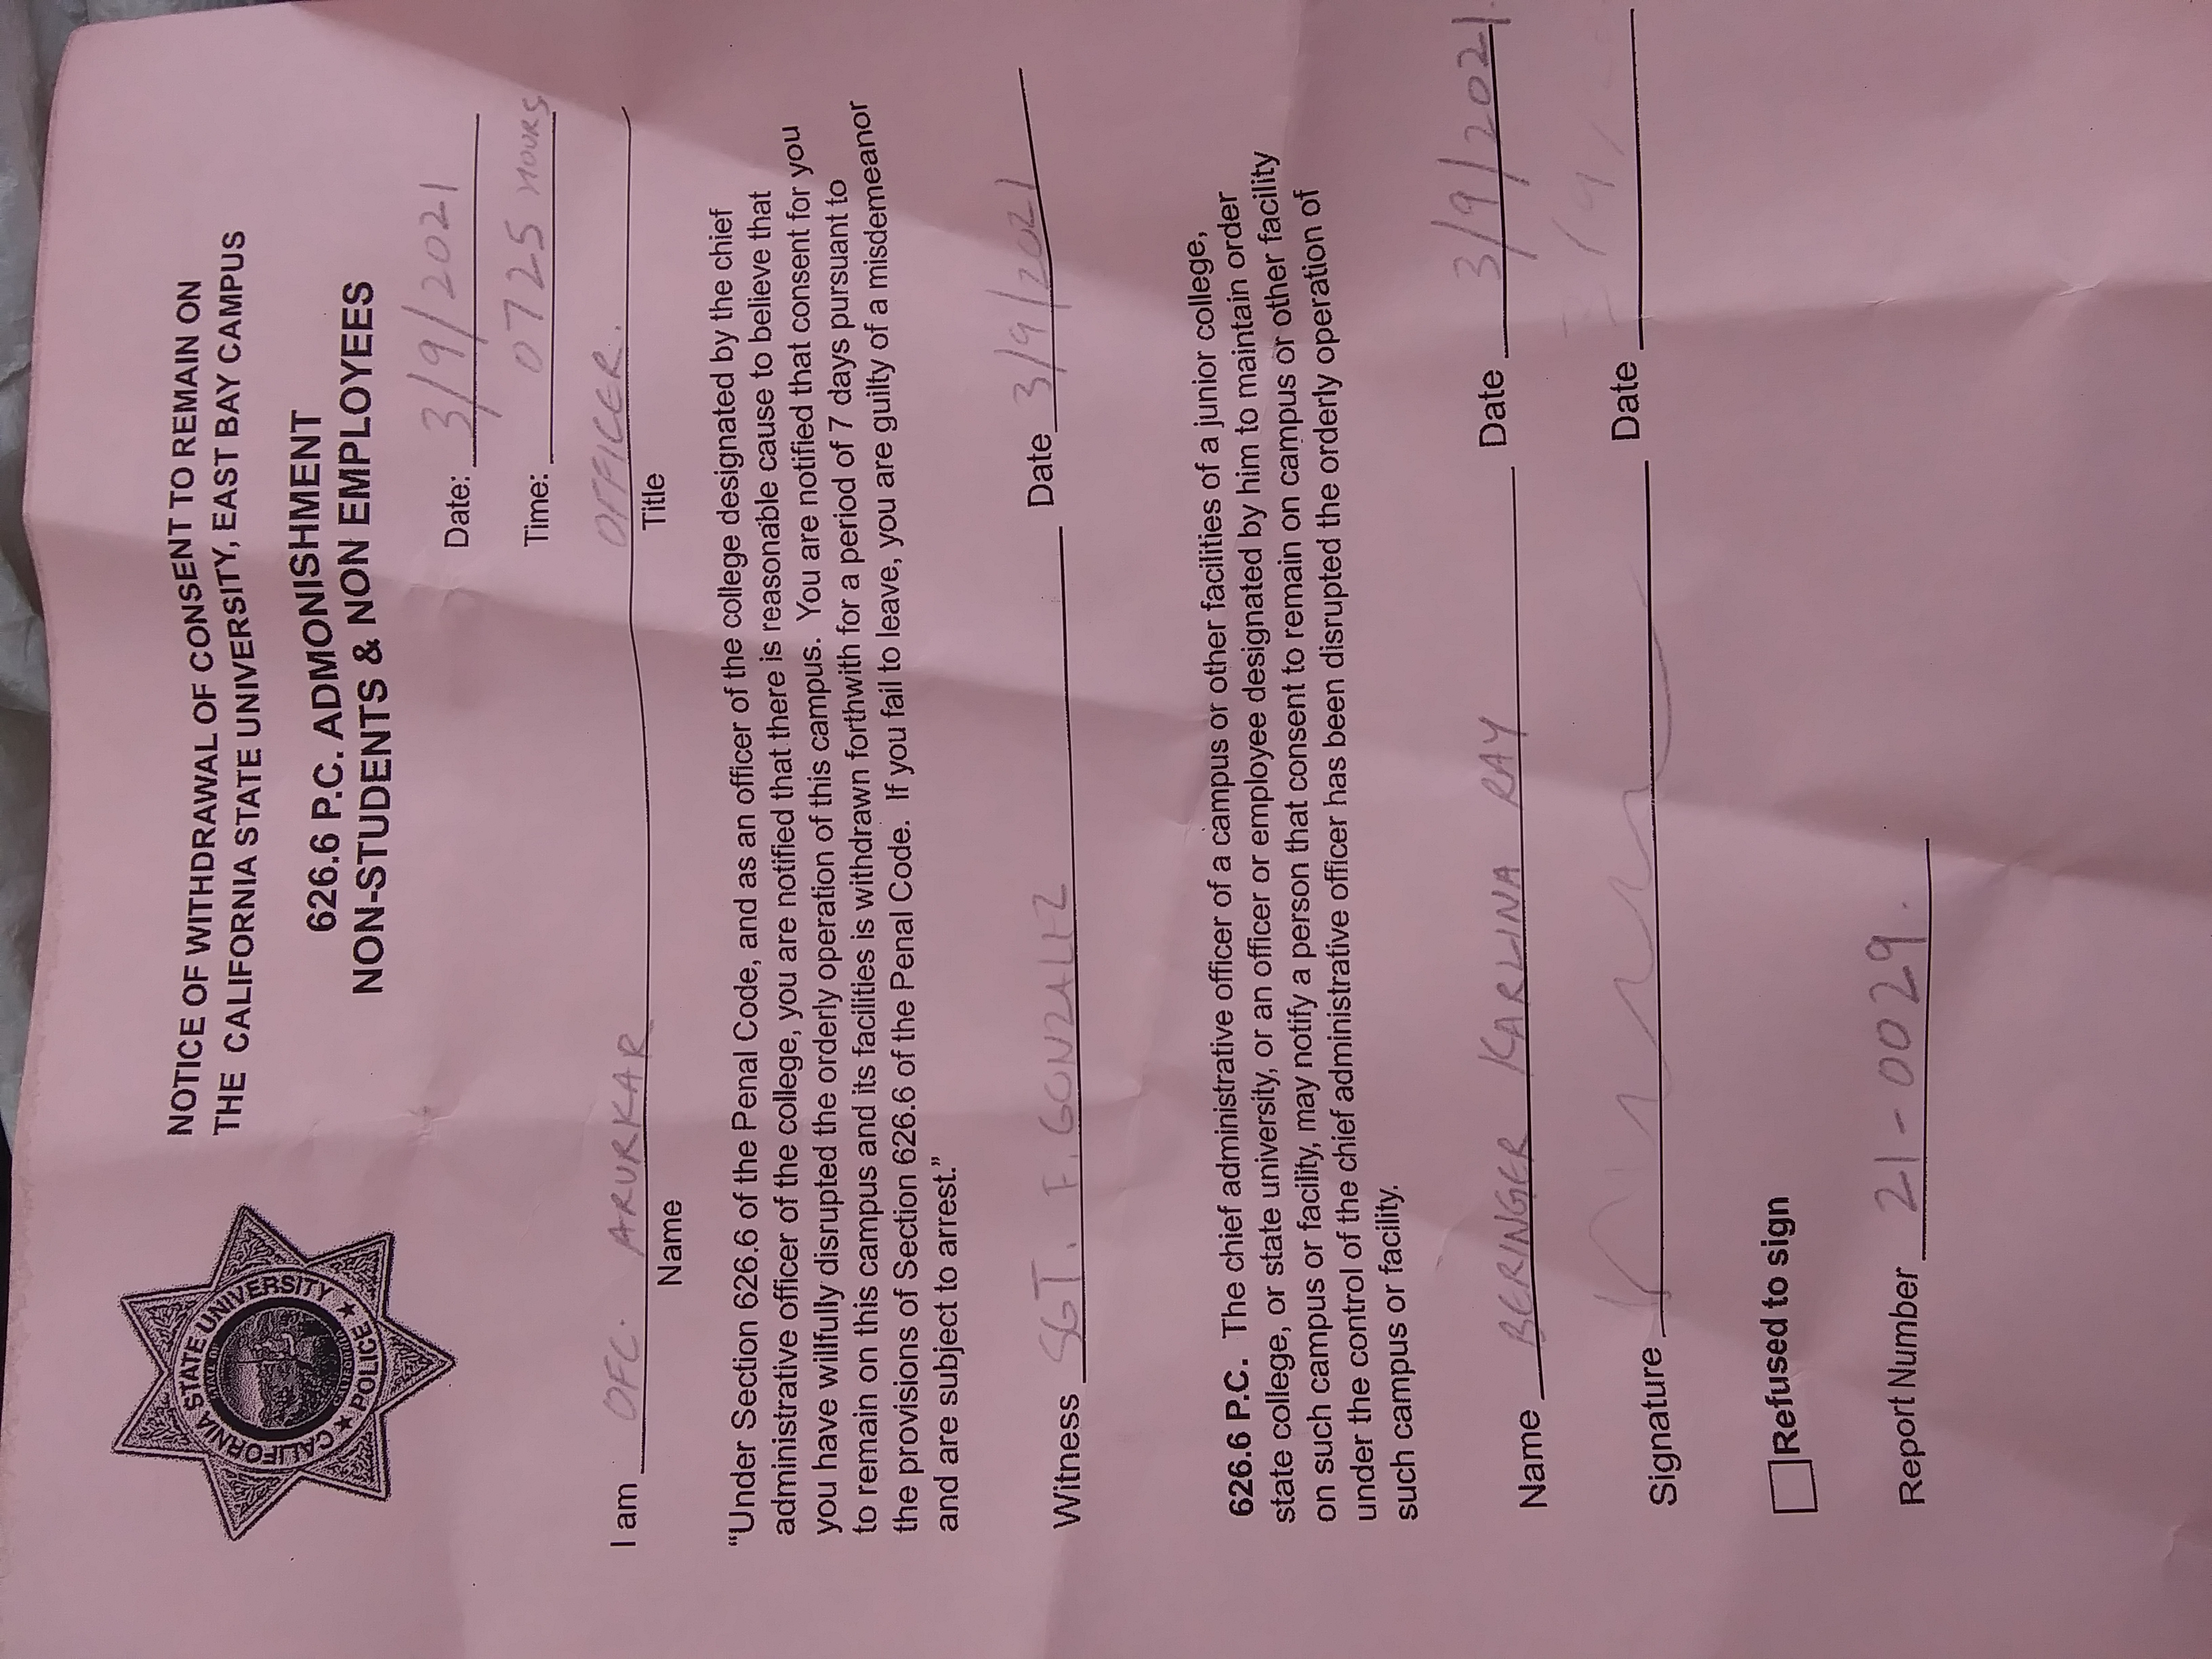 CALIFORNIA STATE UNIVERSITY
POLICE
NOTICE OF WITHDRAWAL OF CONSENT TO REMAIN ON
THE CALIFORNIA STATE UNIVERSITY, EAST BAY CAMPUS
626.6 P.C. ADMONISHMENT
NON-STUDENTS & NON EMPLOYEES
Date: 3/9/2021
Time: 0725 HOURS
I am OFC. ARURKAR OFFICER.
Name Title
“Under Section 626.6 of the Penal Code, and as an officer of the college designated by the chief
administrative officer of the college, you are notified that there is reasonable cause to believe that
you have willfully disrupted the orderly operation of this campus. You are notified that consent for you
to remain on this campus and its facilities is withdrawn forthwith for a period of 7 days pursuant to
the provisions of Section 626.6 of the Penal Code. If you fail to leave, you are guilty of a misdemeanor
and are subject to arrest.”
Witness SGT. F. GONZALEZ Date 3/9/2021
626.6 P.C. The chief administrative officer of a campus or other facilities of a junior college,
state college, or state university, or an officer or employee designated by him to maintain order
on such campus or facility, may notify a person that consent to remain on campus or other facility
under the control of the chief administrative officer has been disrupted the orderly operation of
such campus or facility.
Name BERINGER KARLINA RAY Date 3/9/2021
Signature Date
Refused to sign
Report Number 21-0029.